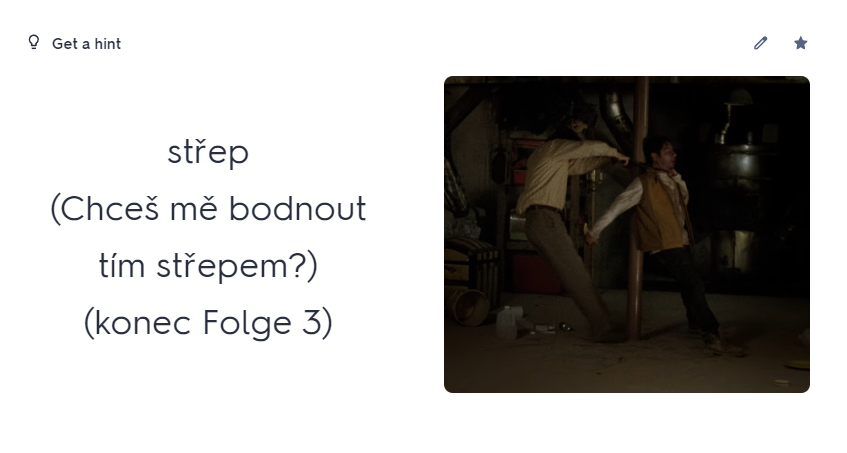 Get a hint
střep
(Chceš mě bodnout
tím střepem?)
(konec Folge 3)